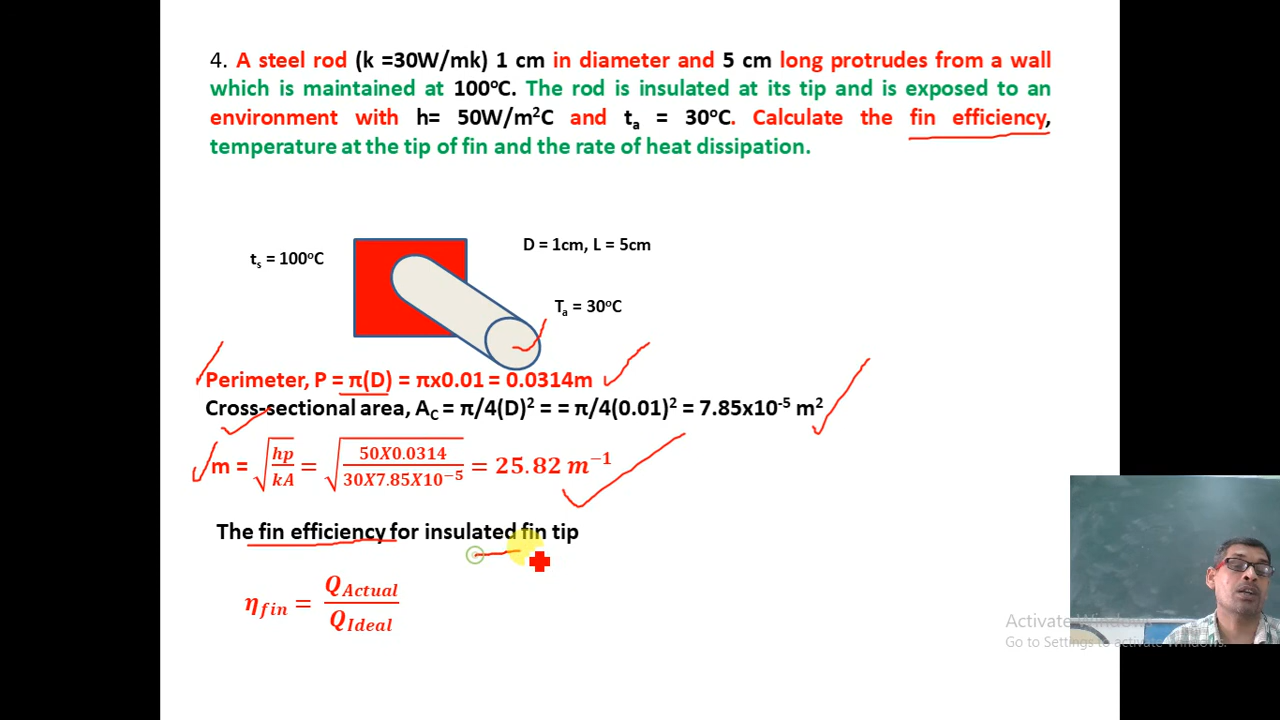 4. A steel rod (k =30W/mk) 1 cm in diameter and 5 cm long protrudes from a wall
which is maintained at 100°C. The rod is insulated at its tip and is exposed to an
environment with h= 50W/m²C and tₐ = 30°C. Calculate the fin efficiency,
temperature at the tip of fin and the rate of heat dissipation.
D = 1cm, L = 5cm
tₛ = 100°C
Tₐ = 30°C
Perimeter, P = π(D) = πx0.01 = 0.0314m
Cross-sectional area, A_C = π/4(D)² = = π/4(0.01)² = 7.85x10⁻⁵ m²
m = √(hp/kA) = √(50X0.0314/30X7.85X10⁻⁵) = 25.82 m⁻¹
The fin efficiency for insulated fin tip
η_fin = Q_Actual/Q_Ideal
Activate Windows
Go to Settings to activate Windows.